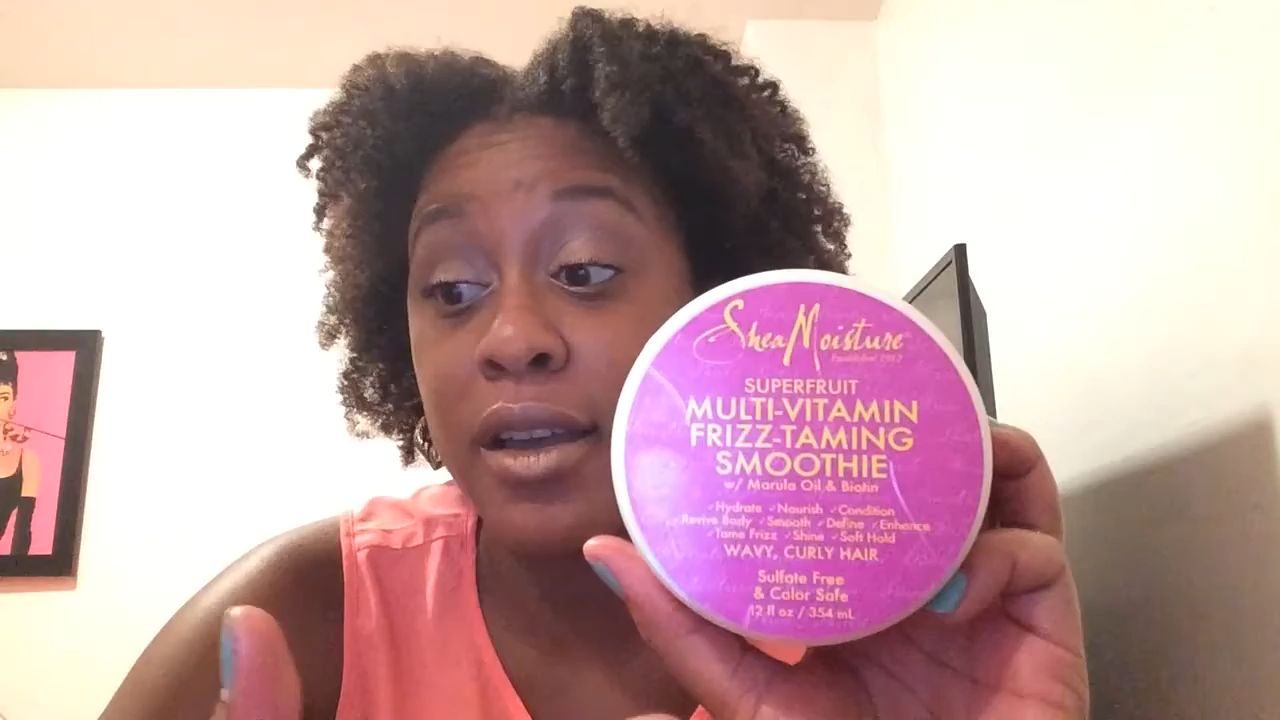 SheaMoisture
Established 1912
SUPERFRUIT
MULTI-VITAMIN
FRIZZ-TAMING
SMOOTHIE
w/ Marula Oil & Biotin
✓Hydrate ✓Nourish ✓Condition
✓Revive Body ✓Smooth ✓Define ✓Enhance
✓Tame Frizz ✓Shine ✓Soft Hold
WAVY, CURLY HAIR
Sulfate Free
& Color Safe
12 fl oz / 354 mL